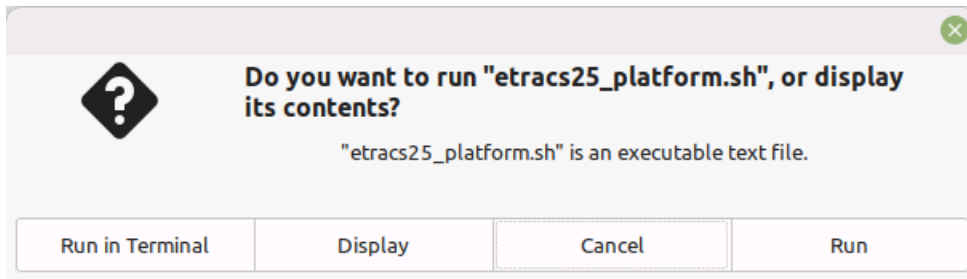 Do you want to run "etracs25_platform.sh", or display
its contents?
"etracs25_platform.sh" is an executable text file.
Run in Terminal
Display
Cancel
Run